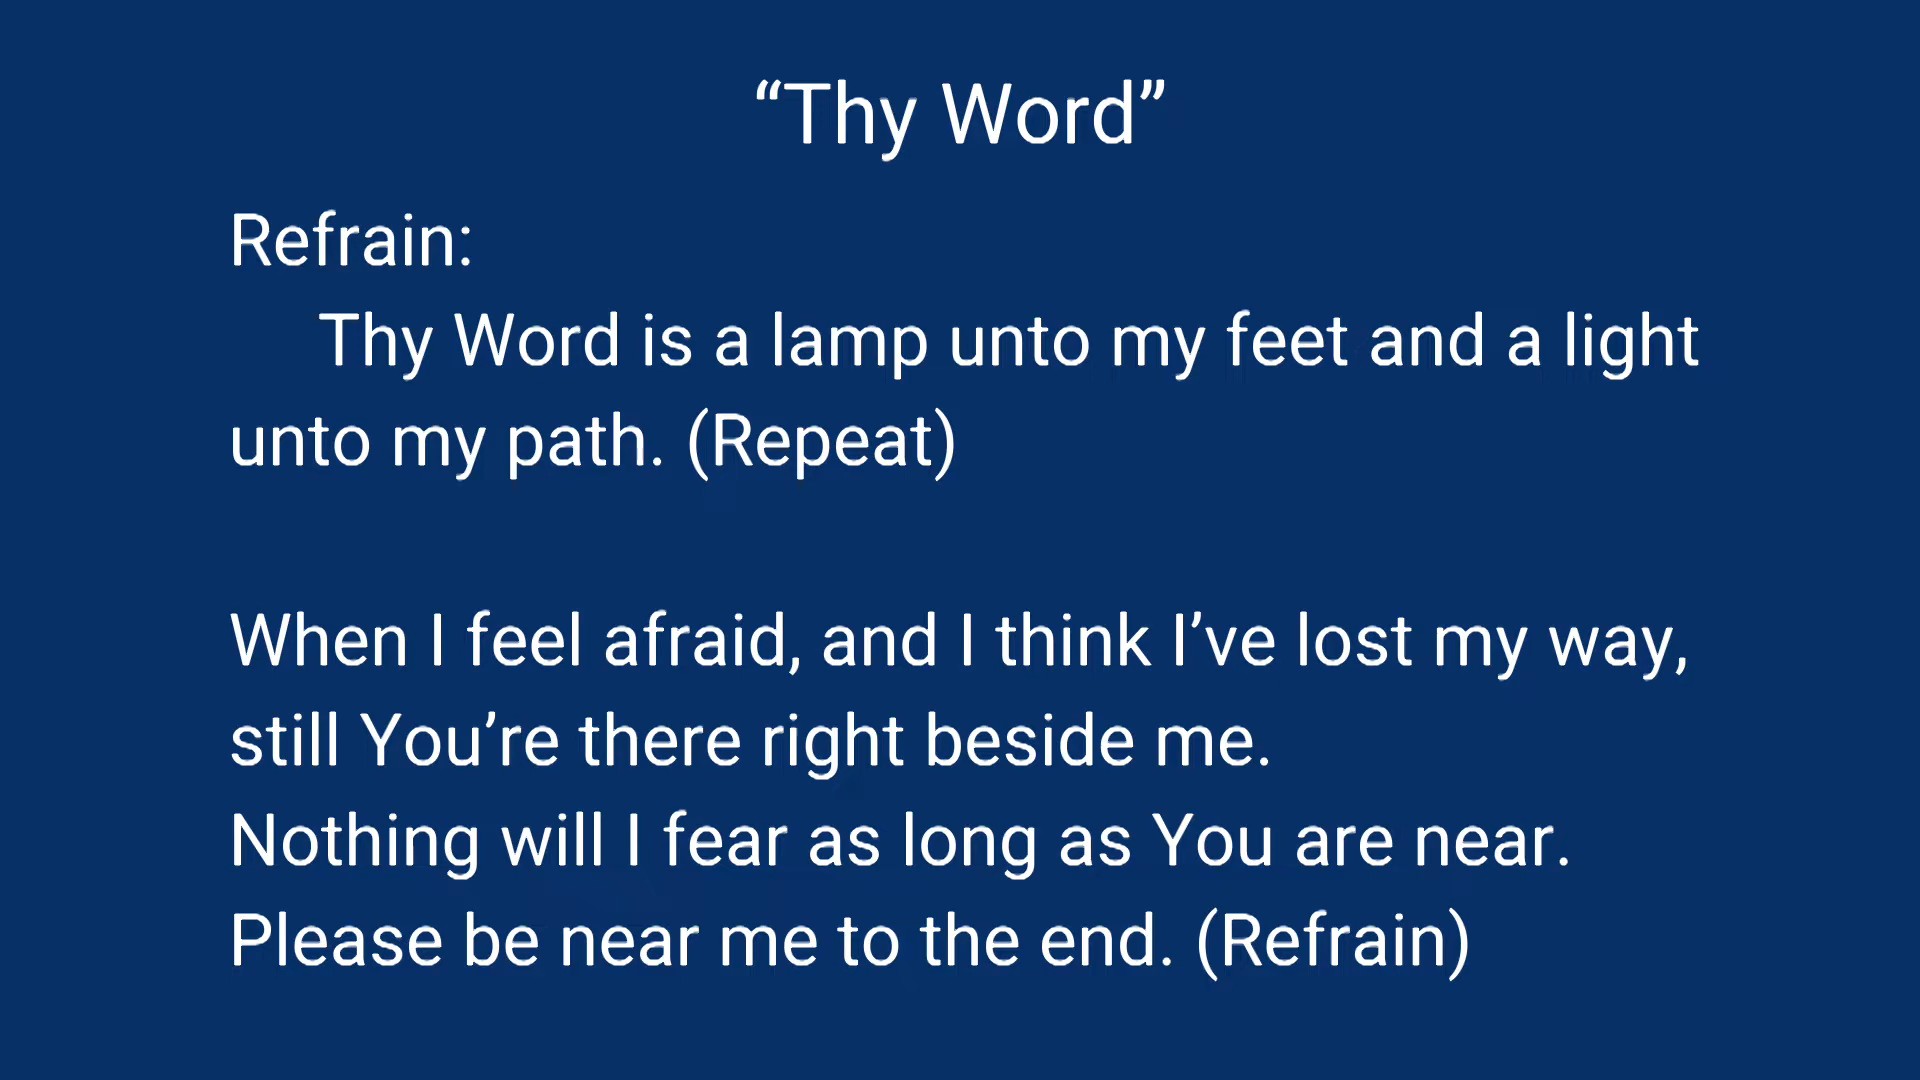 “Thy Word”
Refrain:
Thy Word is a lamp unto my feet and a light
unto my path. (Repeat)
When I feel afraid, and I think I’ve lost my way,
still You’re there right beside me.
Nothing will I fear as long as You are near.
Please be near me to the end. (Refrain)